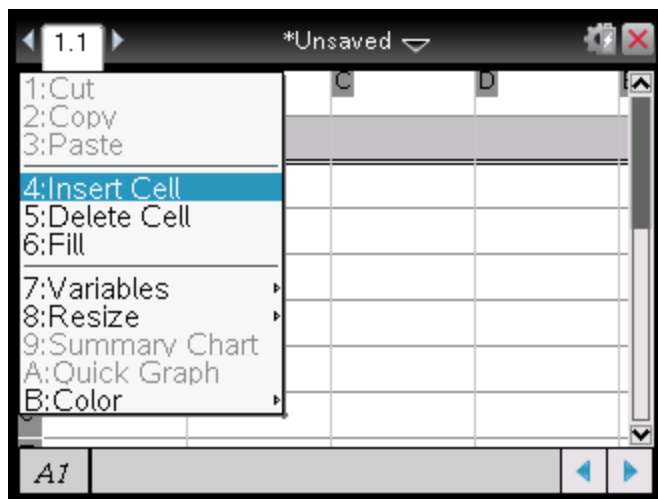 1.1
*Unsaved
C D
1:Cut
2:Copy
3:Paste
4:Insert Cell
5:Delete Cell
6:Fill
7:Variables
8:Resize
9:Summary Chart
A:Quick Graph
B:Color
A1